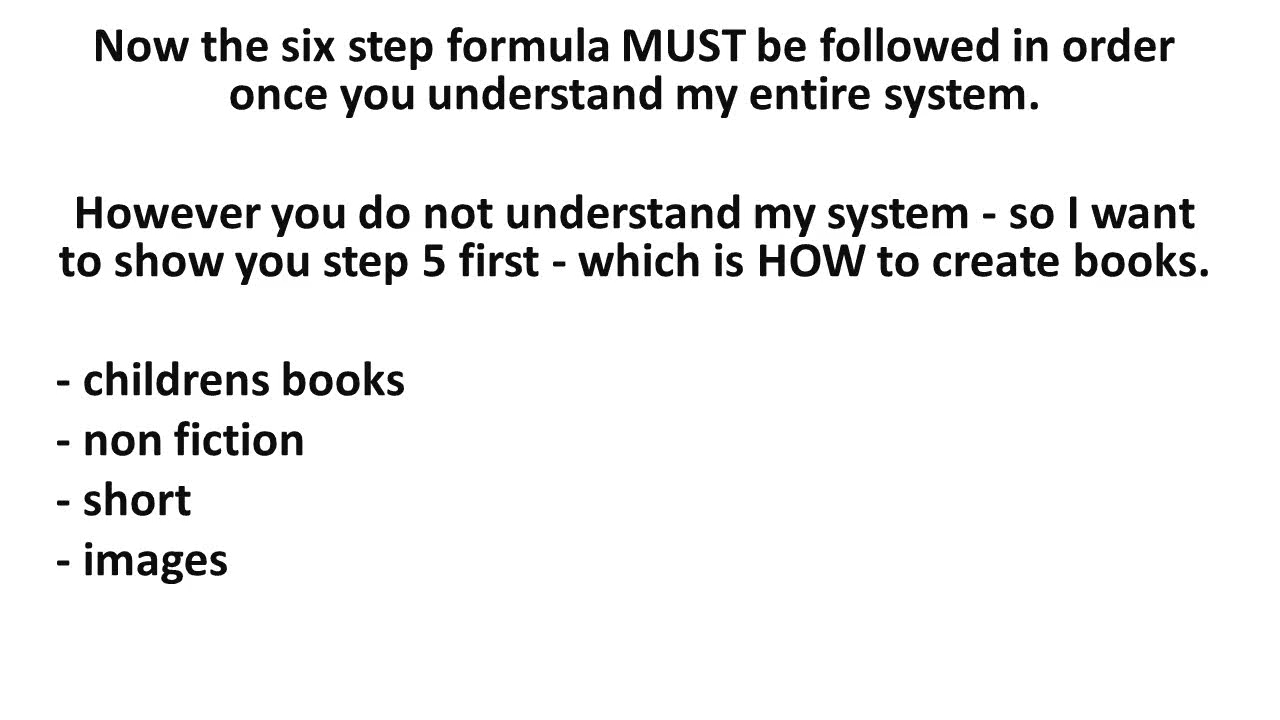 Now the six step formula MUST be followed in order
once you understand my entire system.
However you do not understand my system - so I want
to show you step 5 first - which is HOW to create books.
- childrens books
- non fiction
- short
- images